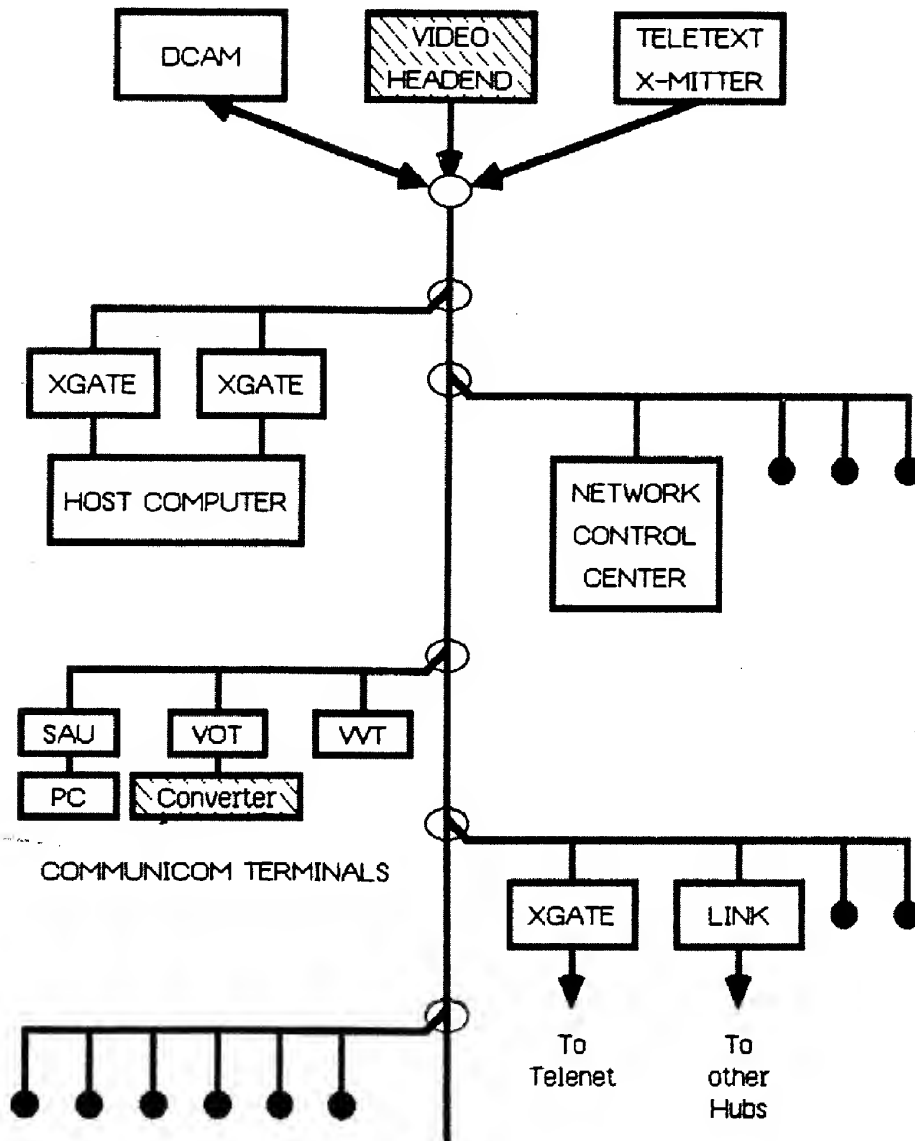 DCAM
VIDEO
HEADEND
TELETEXT
X-MITTER
XGATE
XGATE
HOST COMPUTER
NETWORK
CONTROL
CENTER
SAU
VOT
VVT
PC
Converter
COMMUNICOM TERMINALS
XGATE
LINK
To
Telenet
To
other
Hubs